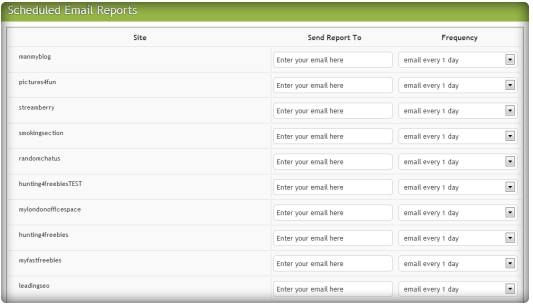 Scheduled Email Reports
Site Send Report To Frequency
manmyblog Enter your email here email every 1 day
pictures4fun Enter your email here email every 1 day
streamberry Enter your email here email every 1 day
smokingsection Enter your email here email every 1 day
randomchatus Enter your email here email every 1 day
hunting4freebiesTEST Enter your email here email every 1 day
mylondonofficespace Enter your email here email every 1 day
hunting4freebies Enter your email here email every 1 day
myfastfreebies Enter your email here email every 1 day
leadingseo Enter your email here email every 1 day